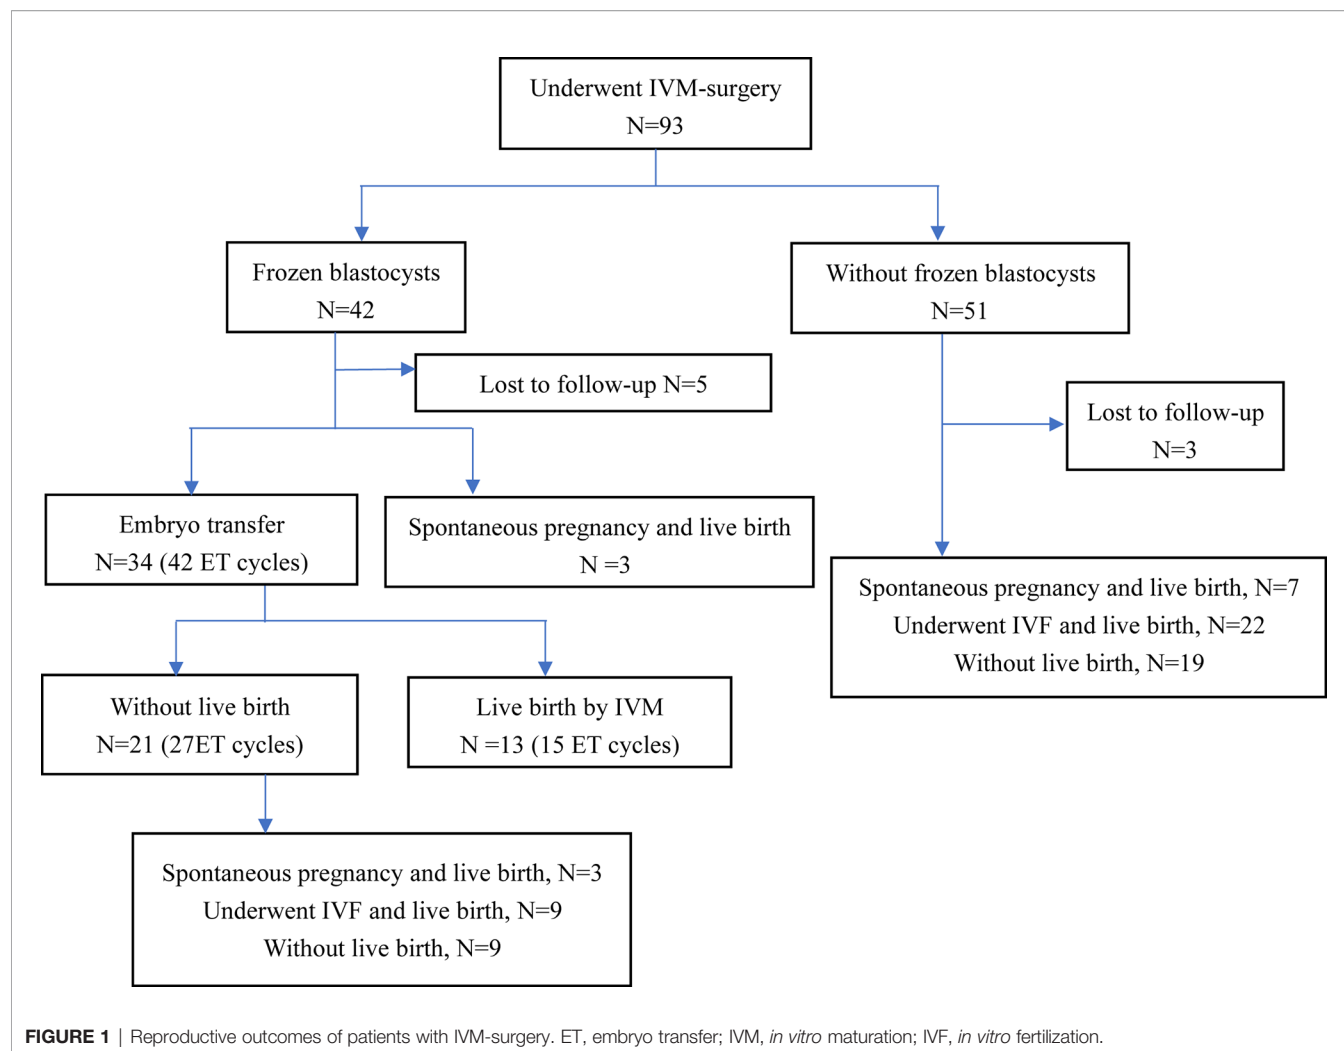 Underwent IVM-surgery
N=93
Frozen blastocysts
N=42
Without frozen blastocysts
N=51
Lost to follow-up N=5
Lost to follow-up
N=3
Embryo transfer
N=34 (42 ET cycles)
Spontaneous pregnancy and live birth
N =3
Spontaneous pregnancy and live birth, N=7
Underwent IVF and live birth, N=22
Without live birth, N=19
Without live birth
N=21 (27ET cycles)
Live birth by IVM
N =13 (15 ET cycles)
Spontaneous pregnancy and live birth, N=3
Underwent IVF and live birth, N=9
Without live birth, N=9
FIGURE 1 | Reproductive outcomes of patients with IVM-surgery. ET, embryo transfer; IVM, in vitro maturation; IVF, in vitro fertilization.